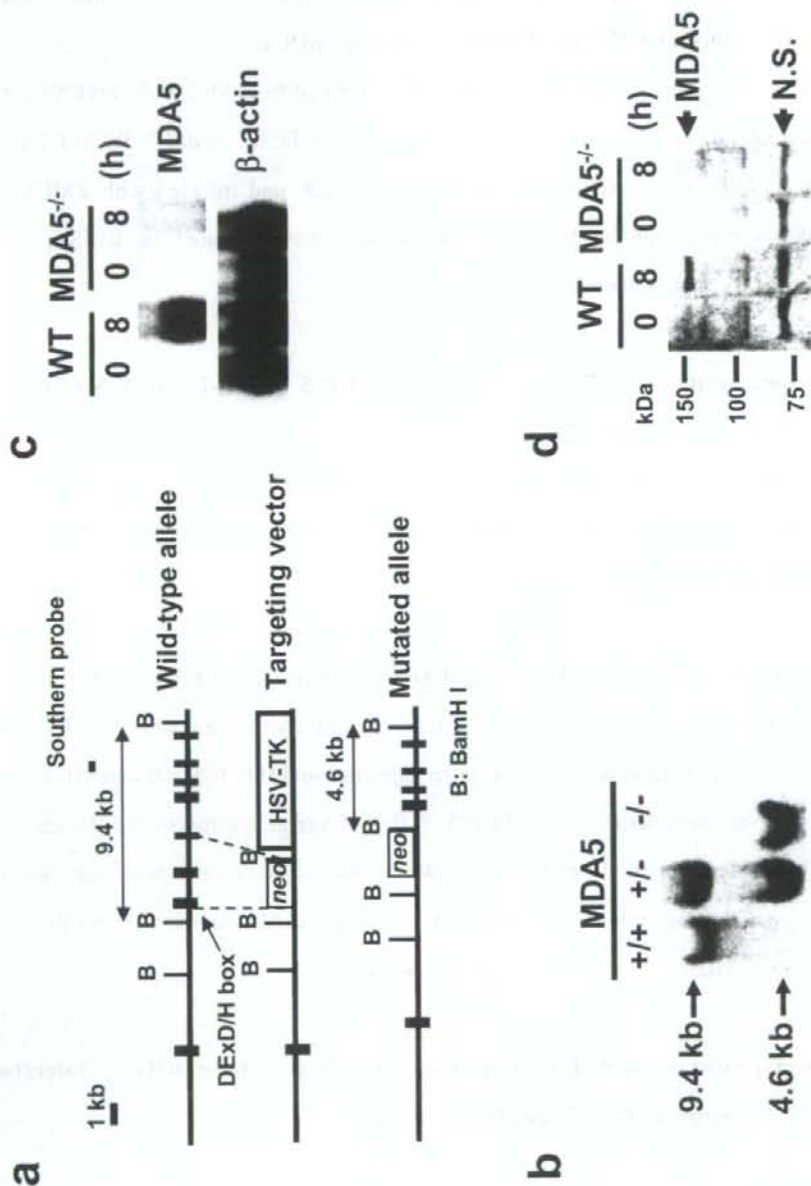 a
1 kb
Southern probe
9.4 kb
B B B
Wild-type allele
DExD/H box
B B B
neo HSV-TK
Targeting vector
4.6 kb
B B B B
neo
Mutated allele
B: BamH I
b
MDA5
+/+ +/- -/-
9.4 kb
4.6 kb
c
WT MDA5-/-
0 8 0 8 (h)
MDA5
β-actin
d
WT MDA5-/-
kDa 0 8 0 8 (h)
150
MDA5
100
75
N.S.